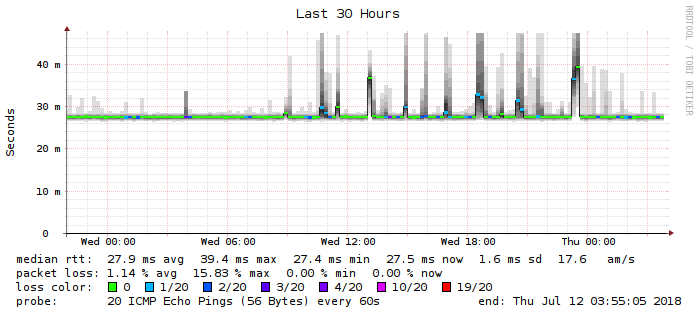 Last 30 Hours
RRDTOOL / TOBI OETIKER
Seconds
40 m
30 m
20 m
10 m
0
Wed 00:00 Wed 06:00 Wed 12:00 Wed 18:00 Thu 00:00
median rtt: 27.9 ms avg 39.4 ms max 27.4 ms min 27.5 ms now 1.6 ms sd 17.6 am/s
packet loss: 1.14 % avg 15.83 % max 0.00 % min 0.00 % now
loss color: 0 1/20 2/20 3/20 4/20 10/20 19/20
probe: 20 ICMP Echo Pings (56 Bytes) every 60s end: Thu Jul 12 03:55:05 2018